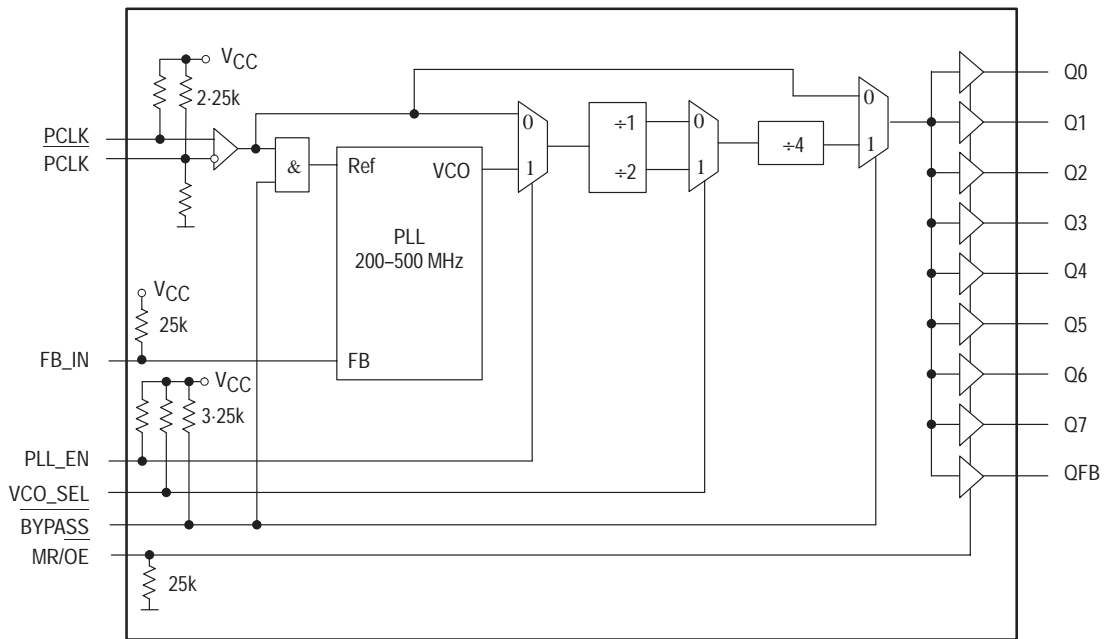 VCC
2·25k
PCLK
PCLK
&
Ref
VCO
PLL
200–500 MHz
FB
0
1
÷1
÷2
0
1
÷4
0
1
Q0
Q1
Q2
Q3
Q4
Q5
Q6
Q7
QFB
VCC
25k
FB_IN
VCC
3·25k
PLL_EN
VCO_SEL
BYPASS
MR/OE
25k